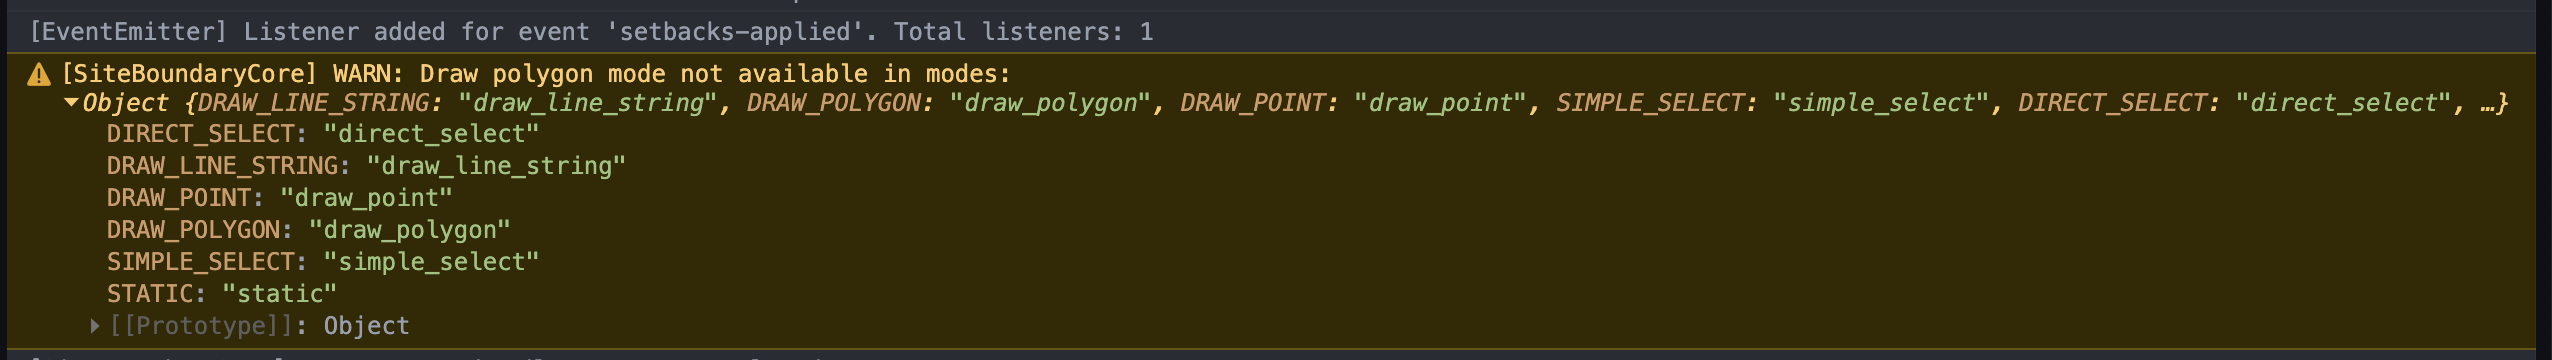 [EventEmitter] Listener added for event 'setbacks-applied'. Total listeners: 1
[SiteBoundaryCore] WARN: Draw polygon mode not available in modes:
Object {DRAW_LINE_STRING: "draw_line_string", DRAW_POLYGON: "draw_polygon", DRAW_POINT: "draw_point", SIMPLE_SELECT: "simple_select", DIRECT_SELECT: "direct_select", …}
DIRECT_SELECT: "direct_select"
DRAW_LINE_STRING: "draw_line_string"
DRAW_POINT: "draw_point"
DRAW_POLYGON: "draw_polygon"
SIMPLE_SELECT: "simple_select"
STATIC: "static"
[[Prototype]]: Object